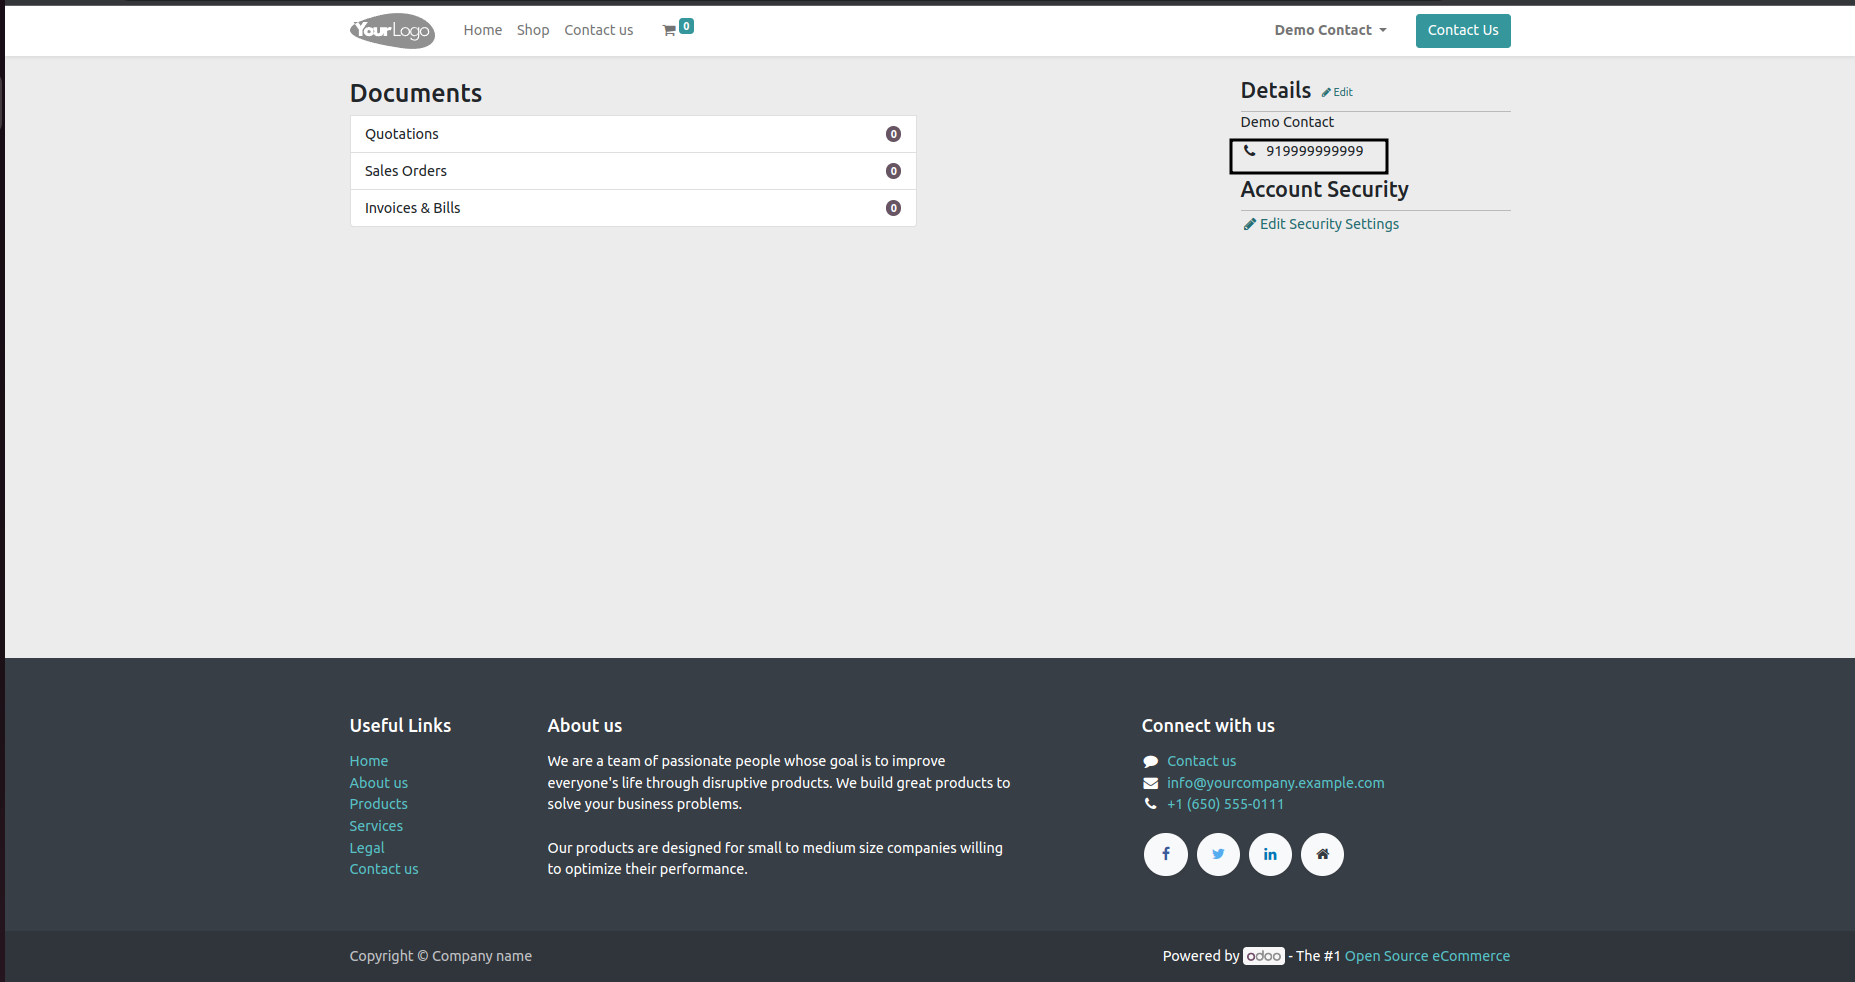 YourLogo
Home Shop Contact us 0
Demo Contact
Contact Us
Documents
Quotations 0
Sales Orders 0
Invoices & Bills 0
Details Edit
Demo Contact
919999999999
Account Security
Edit Security Settings
Useful Links
Home
About us
Products
Services
Legal
Contact us
About us
We are a team of passionate people whose goal is to improve
everyone's life through disruptive products. We build great products to
solve your business problems.
Our products are designed for small to medium size companies willing
to optimize their performance.
Connect with us
Contact us
info@yourcompany.example.com
+1 (650) 555-0111
Copyright © Company name
Powered by odoo - The #1 Open Source eCommerce